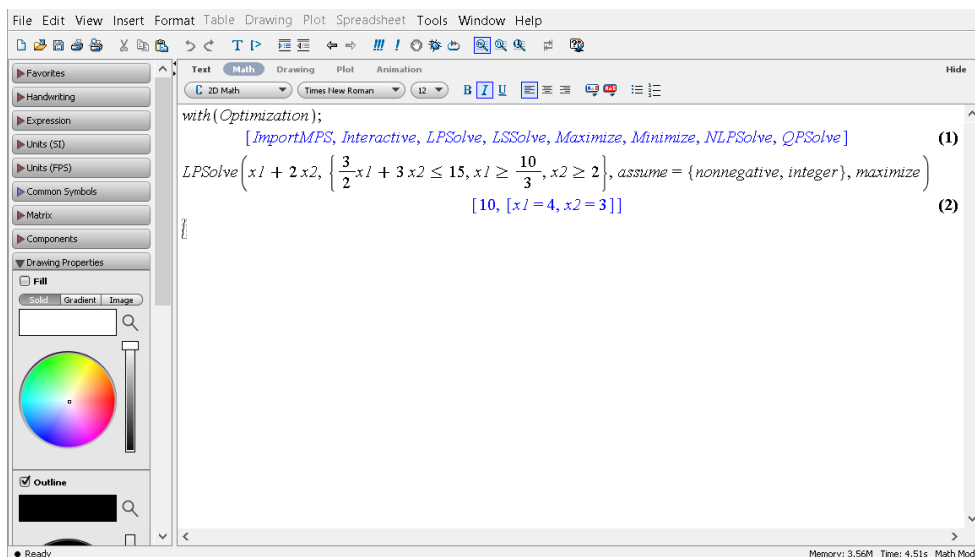 File Edit View Insert Format Table Drawing Plot Spreadsheet Tools Window Help
Text Math Drawing Plot Animation Hide
C 2D Math Times New Roman 12 B I U
Favorites
Handwriting
Expression
Units (SI)
Units (FPS)
Common Symbols
Matrix
Components
Drawing Properties
Fill
Solid Gradient Image
Outline
with(Optimization);
[ImportMPS, Interactive, LPSolve, LSSolve, Maximize, Minimize, NLPSolve, QPSolve] (1)
LPSolve(x1 + 2 x2, {3/2 x1 + 3 x2 ≤ 15, x1 ≥ 10/3, x2 ≥ 2}, assume = {nonnegative, integer}, maximize)
[10, [x1 = 4, x2 = 3]] (2)
Ready Memory: 3.56M Time: 4.51s Math Mod